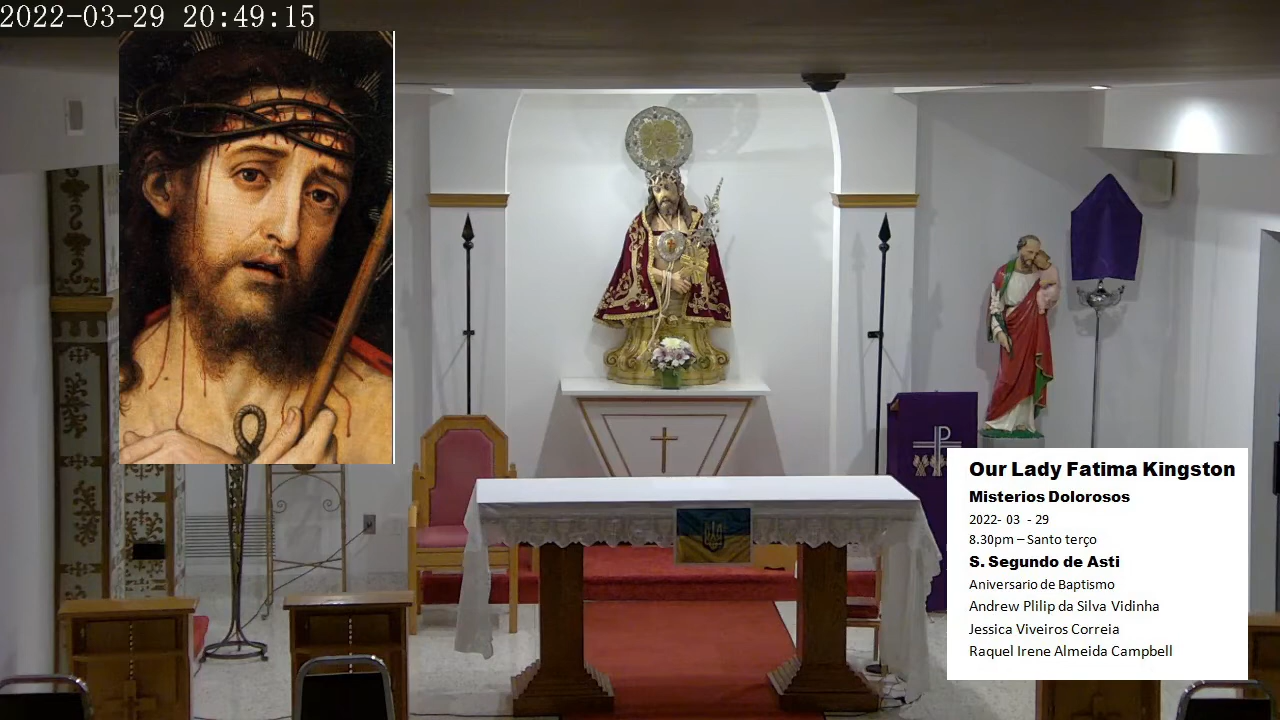 2022-03-29 20:49:15
Our Lady Fatima Kingston
Misterios Dolorosos
2022- 03 - 29
8.30pm – Santo terço
S. Segundo de Asti
Aniversario de Baptismo
Andrew Plilip da Silva Vidinha
Jessica Viveiros Correia
Raquel Irene Almeida Campbell